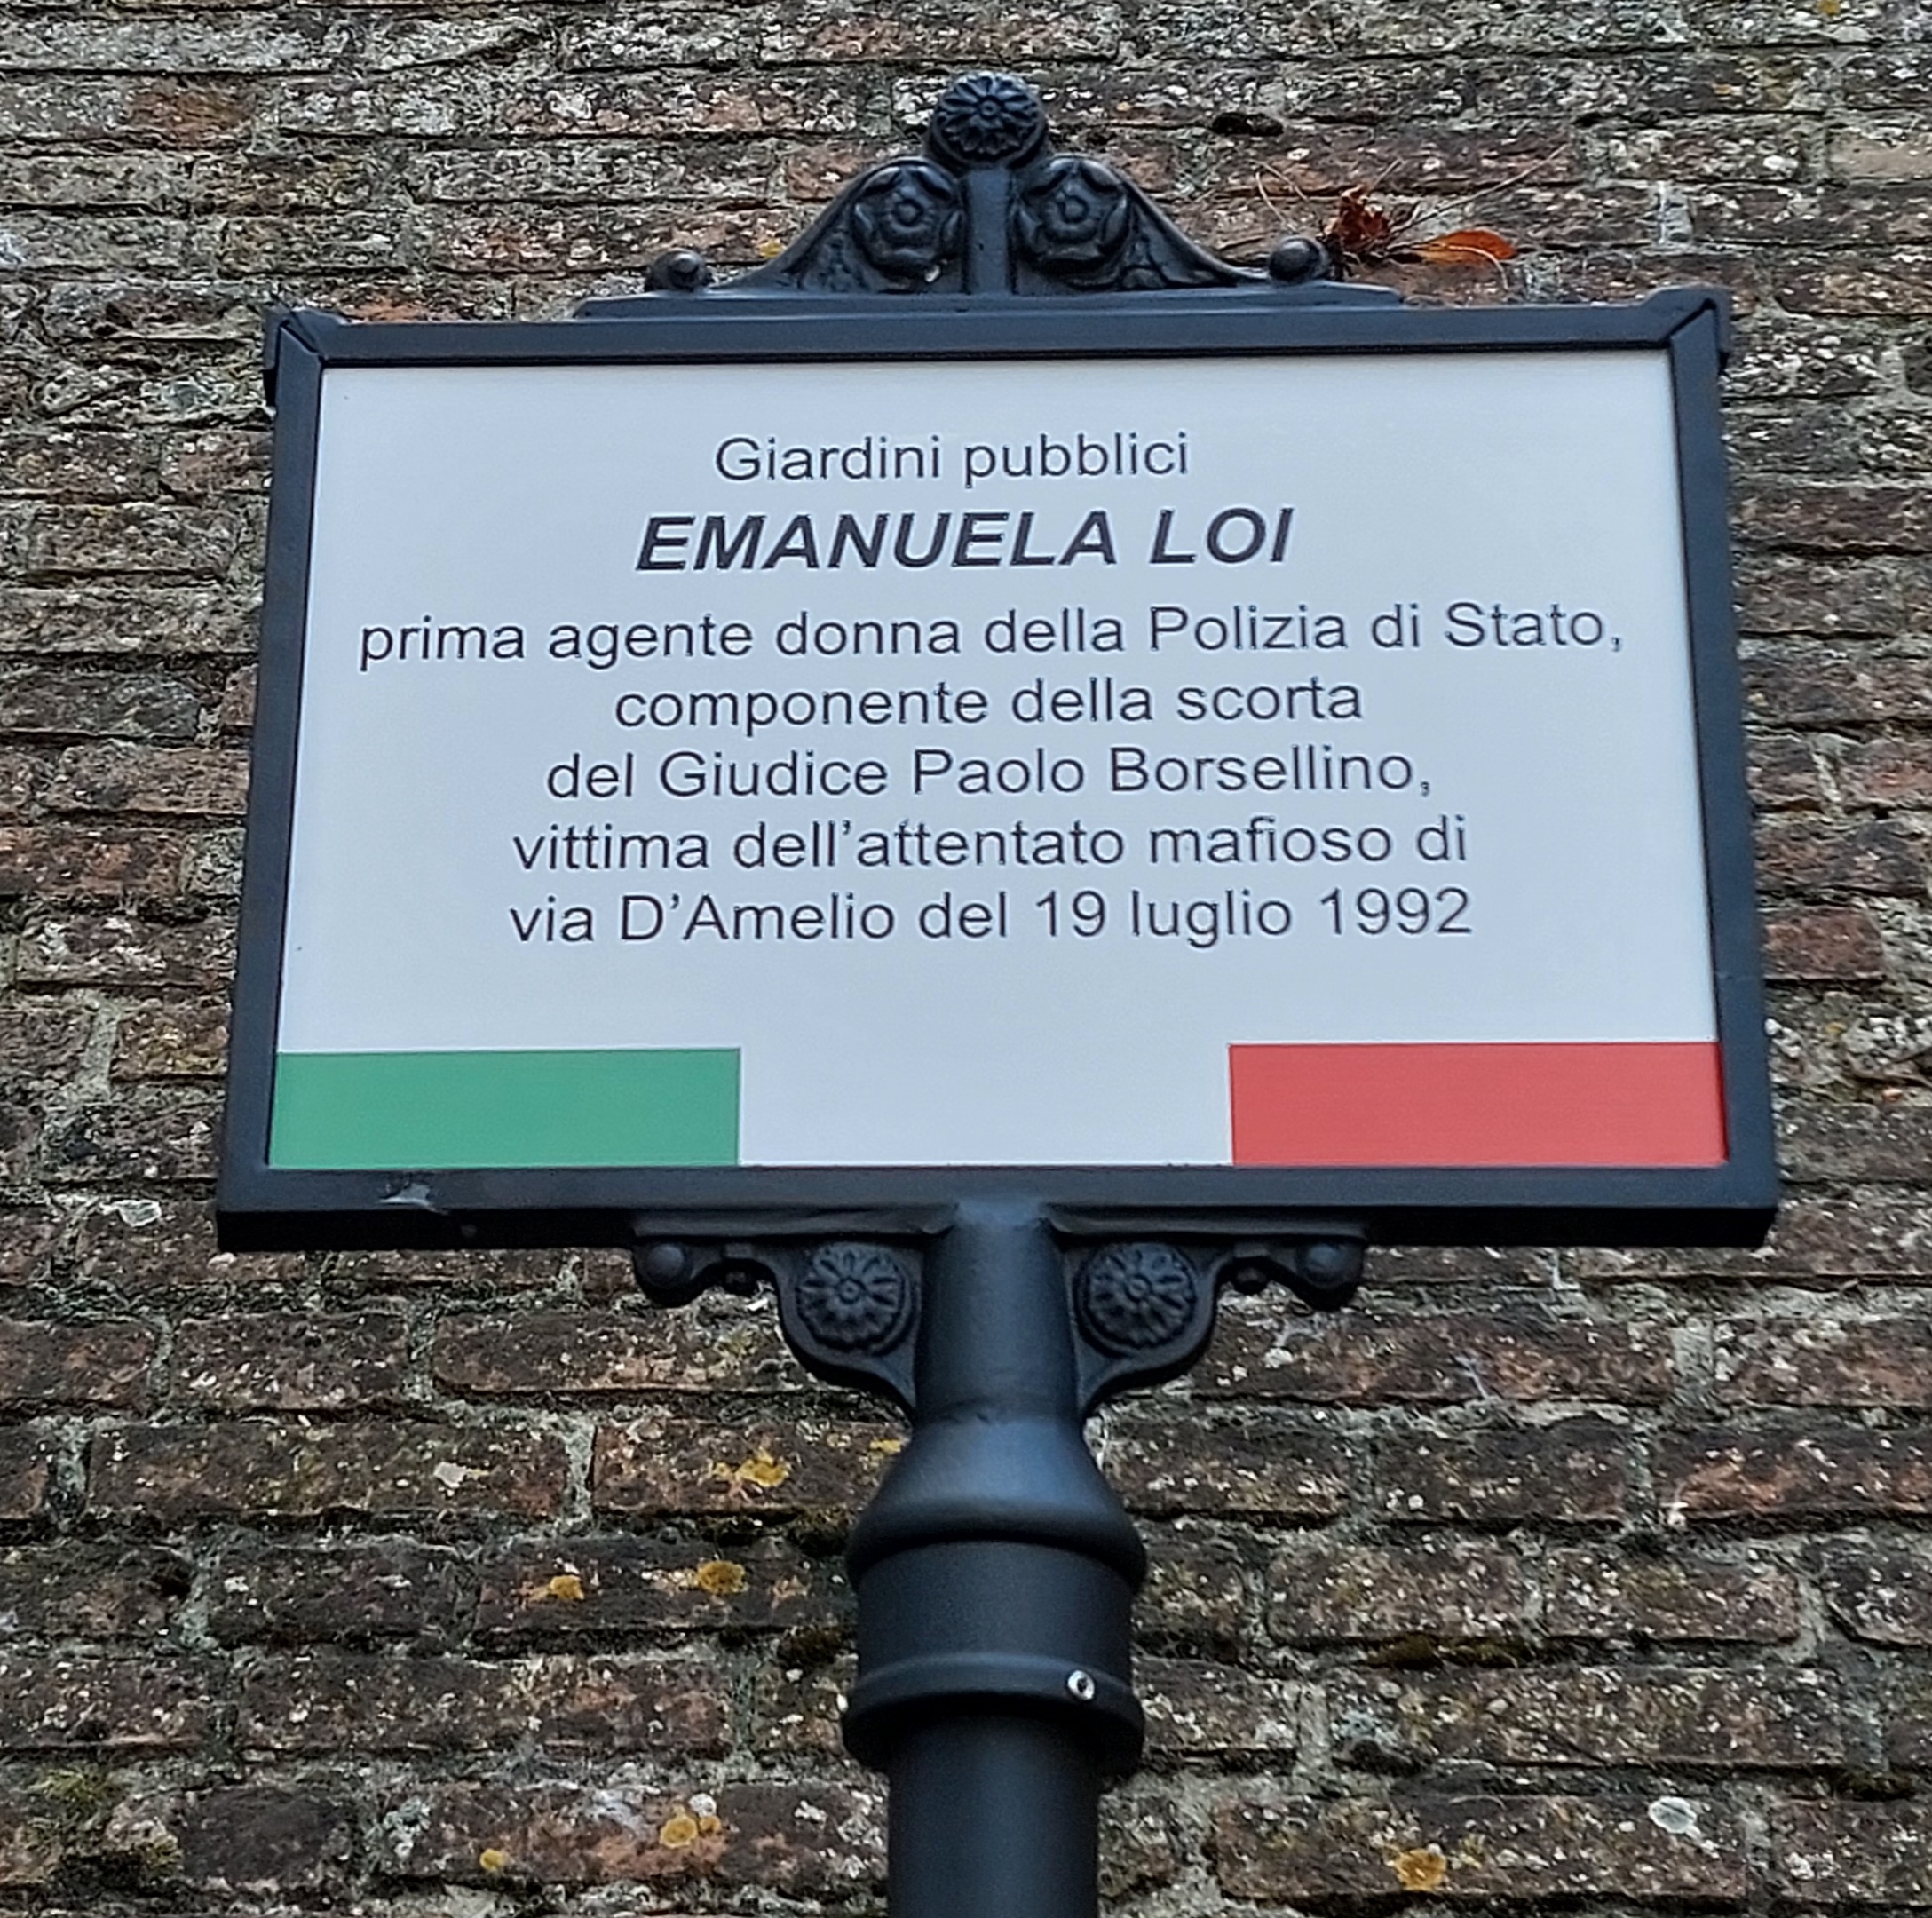 Giardini pubblici
EMANUELA LOI
prima agente donna della Polizia di Stato,
componente della scorta
del Giudice Paolo Borsellino,
vittima dell’attentato mafioso di
via D’Amelio del 19 luglio 1992